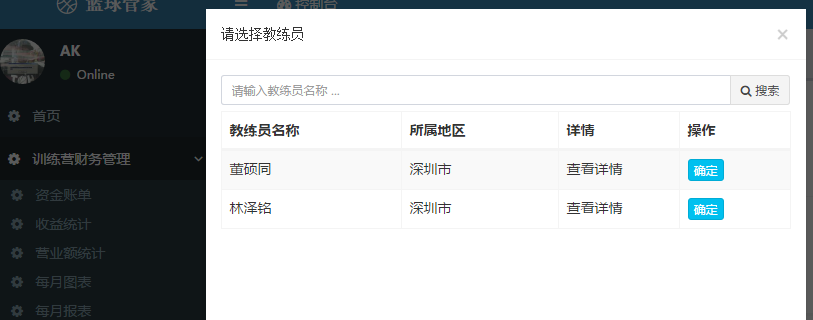 篮球管家
控制台
AK
Online
首页
训练营财务管理
资金账单
收益统计
营业额统计
每月图表
每月报表
请选择教练员 ×
请输入教练员名称 ... 搜索
教练员名称 所属地区 详情 操作
董硕同 深圳市 查看详情 确定
林泽铭 深圳市 查看详情 确定